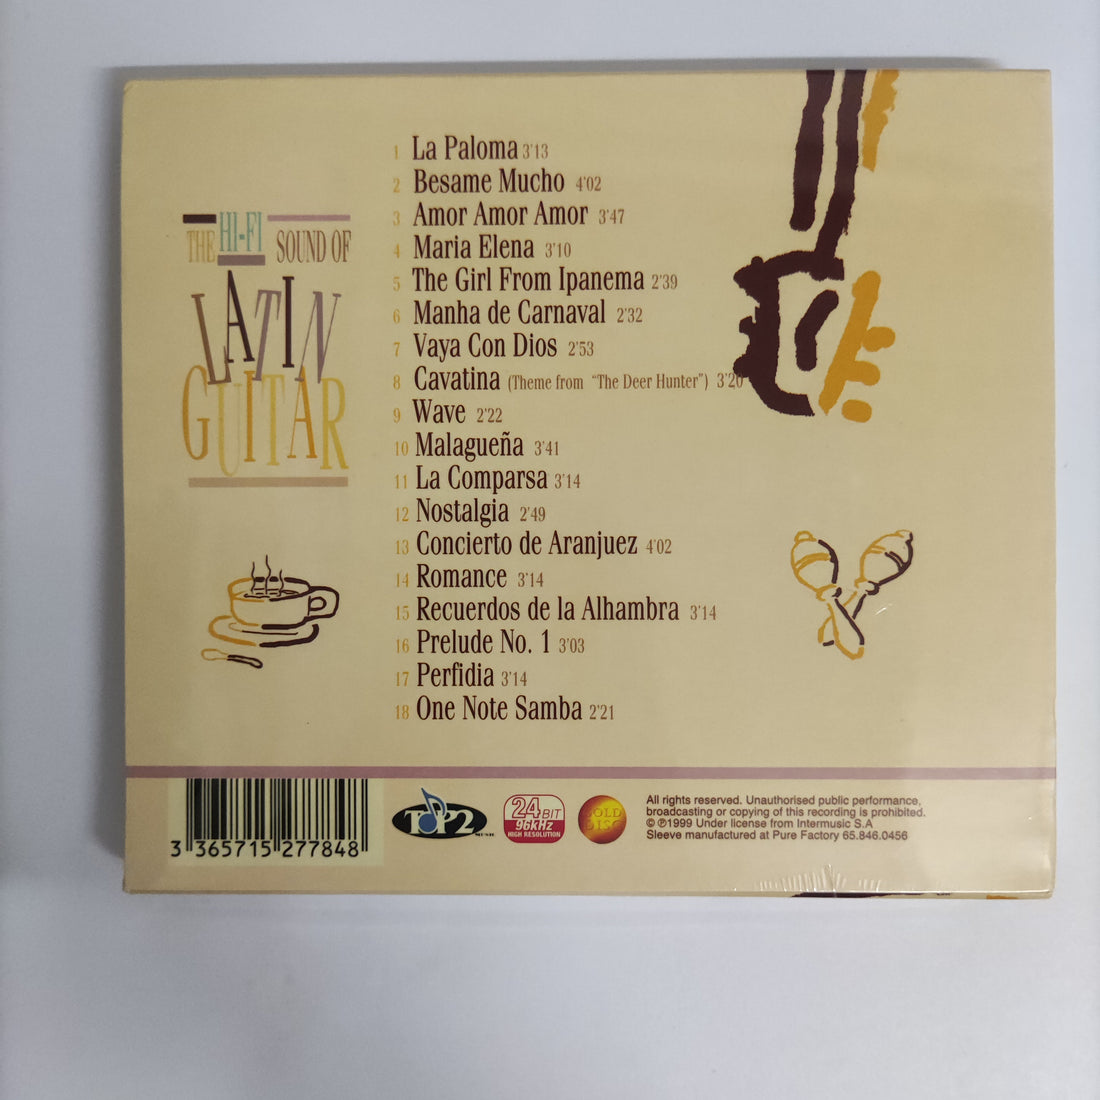 THE HI-FI SOUND OF
LATIN
GUITAR
1 La Paloma 3'13
2 Besame Mucho 4'02
3 Amor Amor Amor 3'47
4 Maria Elena 3'10
5 The Girl From Ipanema 2'39
6 Manha de Carnaval 2'32
7 Vaya Con Dios 2'53
8 Cavatina (Theme from “The Deer Hunter”) 3'20
9 Wave 2'22
10 Malagueña 3'41
11 La Comparsa 3'14
12 Nostalgia 2'49
13 Concierto de Aranjuez 4'02
14 Romance 3'14
15 Recuerdos de la Alhambra 3'14
16 Prelude No. 1 3'03
17 Perfidia 3'14
18 One Note Samba 2'21
3 365715 277848
TOP2
MUSIC
24 BIT
96kHz
HIGH RESOLUTION
GOLD
DISC
All rights reserved. Unauthorised public performance,
broadcasting or copying of this recording is prohibited.
© ℗1999 Under license from Intermusic S.A
Sleeve manufactured at Pure Factory 65.846.0456